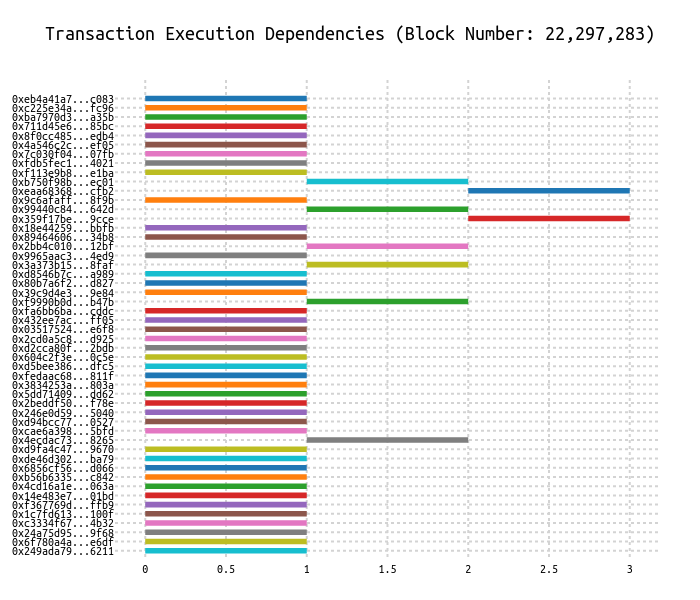 Transaction Execution Dependencies (Block Number: 22,297,283)
0xeb4a41a7...c083
0xc225e34a...fc96
0xba7970d3...a35b
0x711d45e6...85bc
0x8f0cc485...edb4
0x4a546c2c...ef05
0x7c030f04...07fb
0xfdb5fec1...4021
0xf113e9b8...e1ba
0xb750f98b...ec01
0xeaa68368...cfb2
0x9c6afaff...8f9b
0x99440c84...642d
0x359f17be...9cce
0x18e44259...bbfb
0x89464606...34b8
0x2bb4c010...12bf
0x9965aac3...4ed9
0x3a373b15...8faf
0xd8546b7c...a989
0x80b7a6f2...d827
0x39c9d4e3...9e84
0xf9990b0d...b47b
0xfa6bb6ba...cddc
0x432ee7ac...ff05
0x03517524...e6f8
0x2cd0a5c8...d925
0xd2cca80f...2bdb
0x604c2f3e...0c5e
0xd5bee386...dfc5
0xfedaac68...811f
0x3834253a...803a
0x5dd71409...dd62
0x2beddf50...f78e
0x246e0d59...5040
0xd94bcc77...0527
0xcae6a398...5bfd
0x4ecdac73...8265
0xd9fa4c47...9670
0xde46d302...ba79
0x6856cf56...d066
0xb56b6335...c842
0x4cd16a1e...063a
0x14e483e7...01bd
0xf367769d...ffb9
0x1c7fd613...100f
0xc3334f67...4b32
0x24a75d95...9f68
0x6f780a4a...e6df
0x249ada79...6211
0 0.5 1 1.5 2 2.5 3